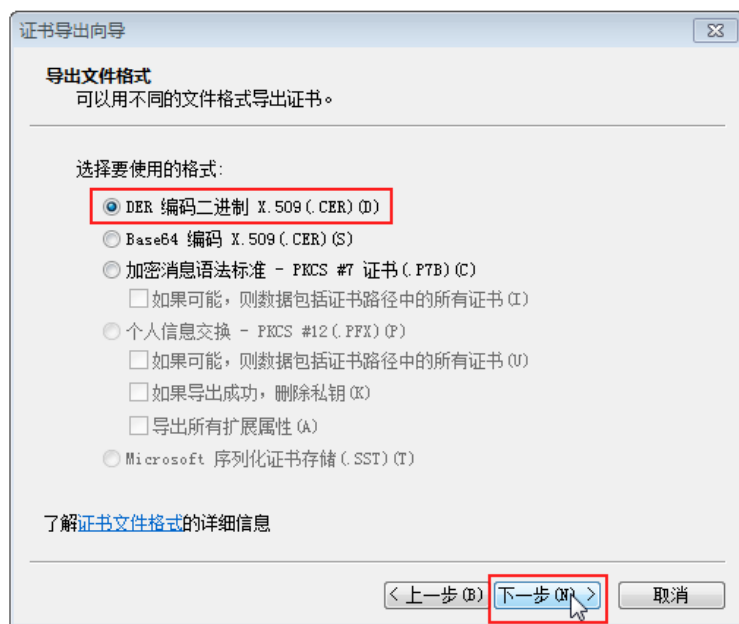 证书导出向导
导出文件格式
可以用不同的文件格式导出证书。
选择要使用的格式:
DER 编码二进制 X.509(.CER)(D)
Base64 编码 X.509(.CER)(S)
加密消息语法标准 - PKCS #7 证书(.P7B)(C)
如果可能，则数据包括证书路径中的所有证书(I)
个人信息交换 - PKCS #12(.PFX)(P)
如果可能，则数据包括证书路径中的所有证书(U)
如果导出成功，删除私钥(K)
导出所有扩展属性(A)
Microsoft 序列化证书存储(.SST)(T)
了解证书文件格式的详细信息
< 上一步(B) 下一步(N) > 取消